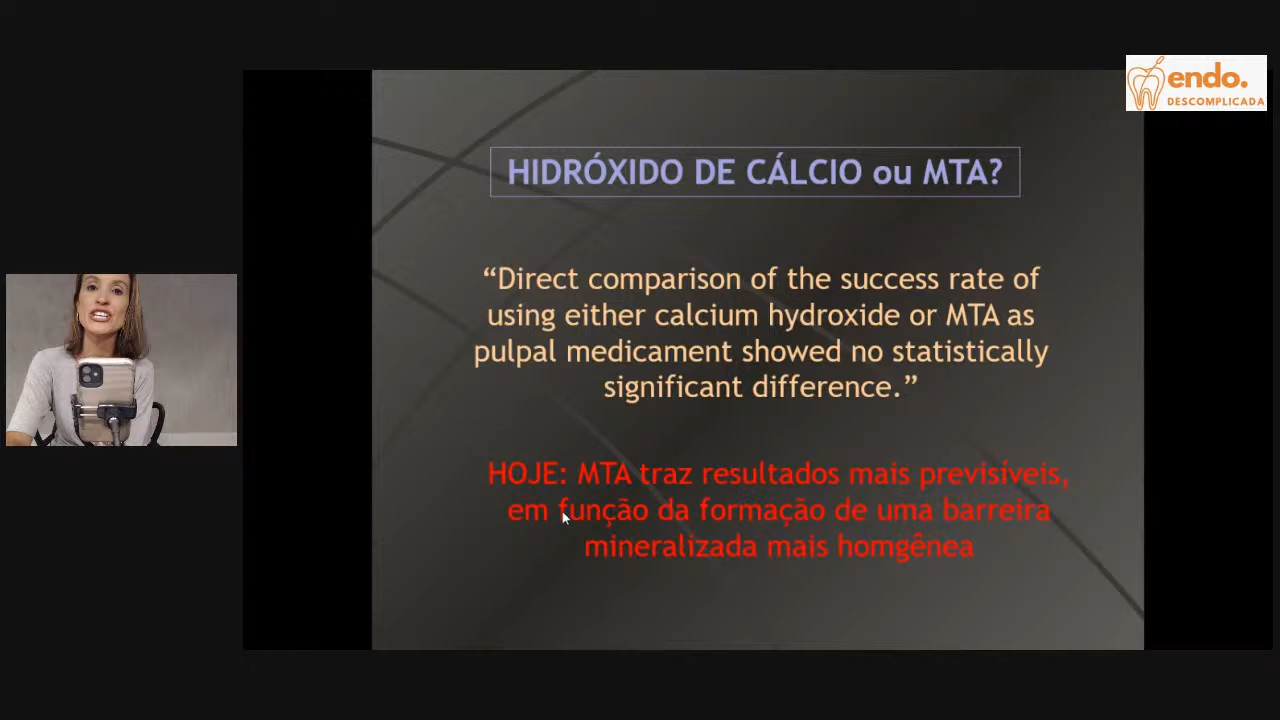 endo.
DESCOMPLICADA
HIDRÓXIDO DE CÁLCIO ou MTA?
“Direct comparison of the success rate of
using either calcium hydroxide or MTA as
pulpal medicament showed no statistically
significant difference.”
HOJE: MTA traz resultados mais previsíveis,
em função da formação de uma barreira
mineralizada mais homgênea